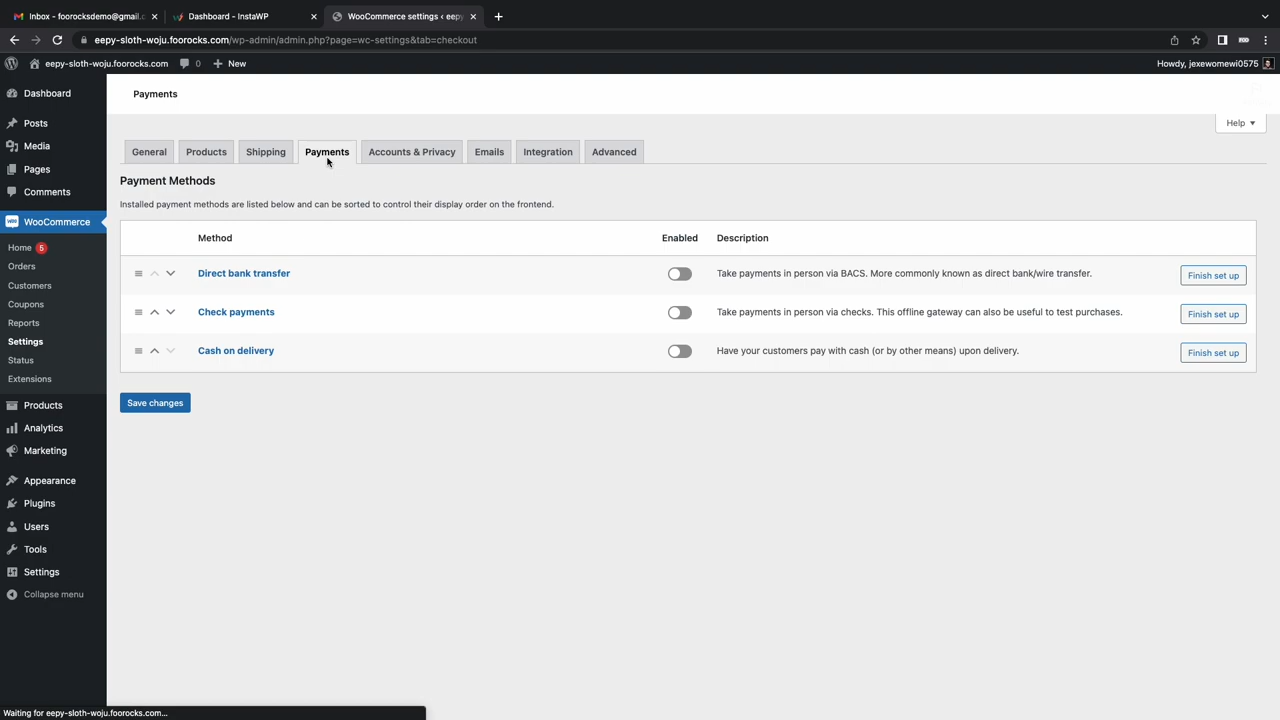 Inbox - foorocksdemo@gmail.c
Dashboard - InstaWP
WooCommerce settings ‹ eepy-
eepy-sloth-woju.foorocks.com/wp-admin/admin.php?page=wc-settings&tab=checkout
eepy-sloth-woju.foorocks.com
0
New
Howdy, jexewomewi0575
Dashboard
Posts
Media
Pages
Comments
WooCommerce
Home 5
Orders
Customers
Coupons
Reports
Settings
Status
Extensions
Products
Analytics
Marketing
Appearance
Plugins
Users
Tools
Settings
Collapse menu
Payments
Help
General
Products
Shipping
Payments
Accounts & Privacy
Emails
Integration
Advanced
Payment Methods
Installed payment methods are listed below and can be sorted to control their display order on the frontend.
Method Enabled Description
Direct bank transfer Take payments in person via BACS. More commonly known as direct bank/wire transfer. Finish set up
Check payments Take payments in person via checks. This offline gateway can also be useful to test purchases. Finish set up
Cash on delivery Have your customers pay with cash (or by other means) upon delivery. Finish set up
Save changes
Waiting for eepy-sloth-woju.foorocks.com...